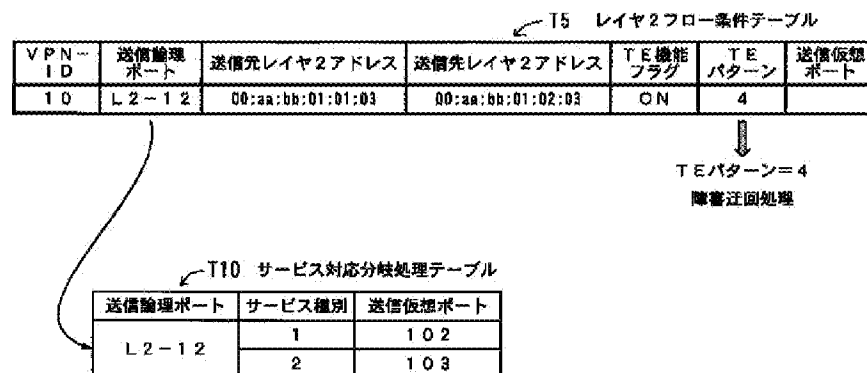 T5 レイヤ2フロー条件テーブル
VPN-ID 送信論理ポート 送信元レイヤ2アドレス 送信先レイヤ2アドレス TE機能フラグ TEパターン 送信仮想ポート
10 L2-12 00:aa:bb:01:01:03 00:aa:bb:01:02:03 ON 4
TEパターン=4
障害迂回処理
T10 サービス対応分岐処理テーブル
送信論理ポート サービス種別 送信仮想ポート
L2-12 1 102
2 103